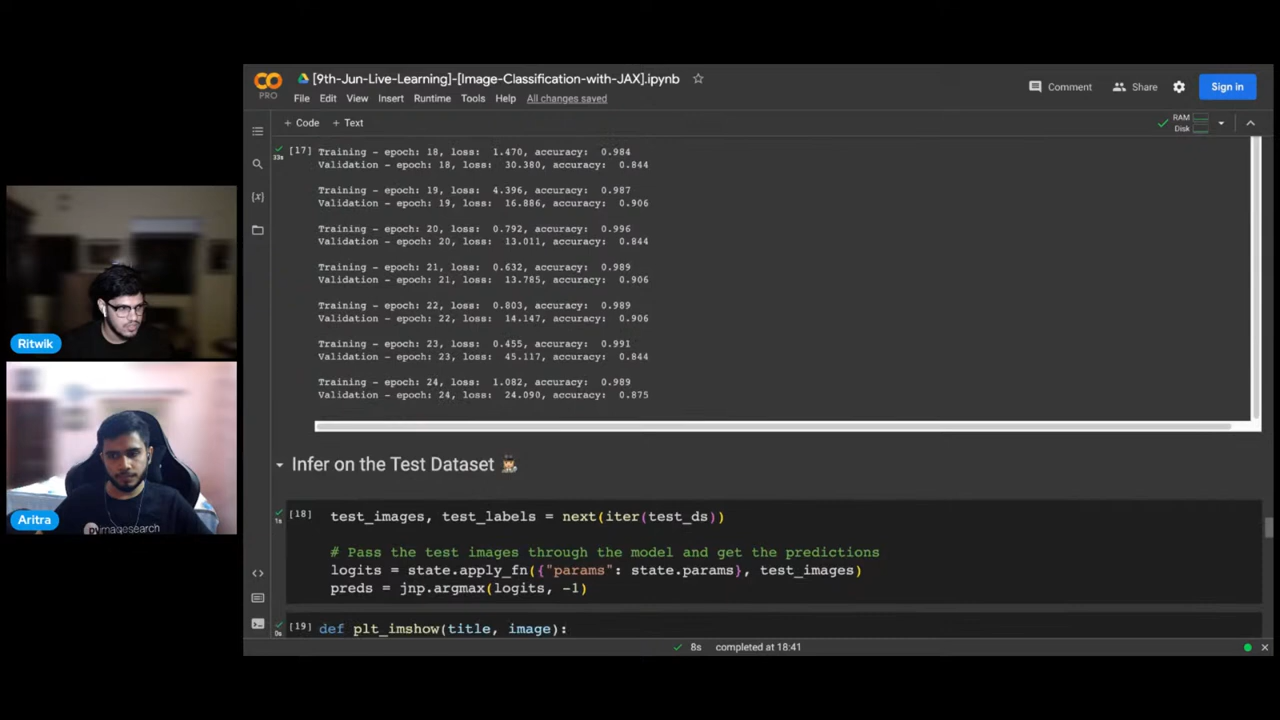 [9th-Jun-Live-Learning]-[Image-Classification-with-JAX].ipynb
PRO
File Edit View Insert Runtime Tools Help All changes saved
Comment Share Sign in
+ Code + Text
RAM
Disk
{x}
33s
[17] Training - epoch: 18, loss: 1.470, accuracy: 0.984
Validation - epoch: 18, loss: 30.380, accuracy: 0.844
Training - epoch: 19, loss: 4.396, accuracy: 0.987
Validation - epoch: 19, loss: 16.886, accuracy: 0.906
Training - epoch: 20, loss: 0.792, accuracy: 0.996
Validation - epoch: 20, loss: 13.011, accuracy: 0.844
Training - epoch: 21, loss: 0.632, accuracy: 0.989
Validation - epoch: 21, loss: 13.785, accuracy: 0.906
Training - epoch: 22, loss: 0.803, accuracy: 0.989
Validation - epoch: 22, loss: 14.147, accuracy: 0.906
Training - epoch: 23, loss: 0.455, accuracy: 0.991
Validation - epoch: 23, loss: 45.117, accuracy: 0.844
Training - epoch: 24, loss: 1.082, accuracy: 0.989
Validation - epoch: 24, loss: 24.090, accuracy: 0.875
Infer on the Test Dataset
1s
[18] test_images, test_labels = next(iter(test_ds))
# Pass the test images through the model and get the predictions
logits = state.apply_fn({"params": state.params}, test_images)
preds = jnp.argmax(logits, -1)
0s
[19] def plt_imshow(title, image):
8s completed at 18:41
Ritwik
Aritra
pyimagesearch